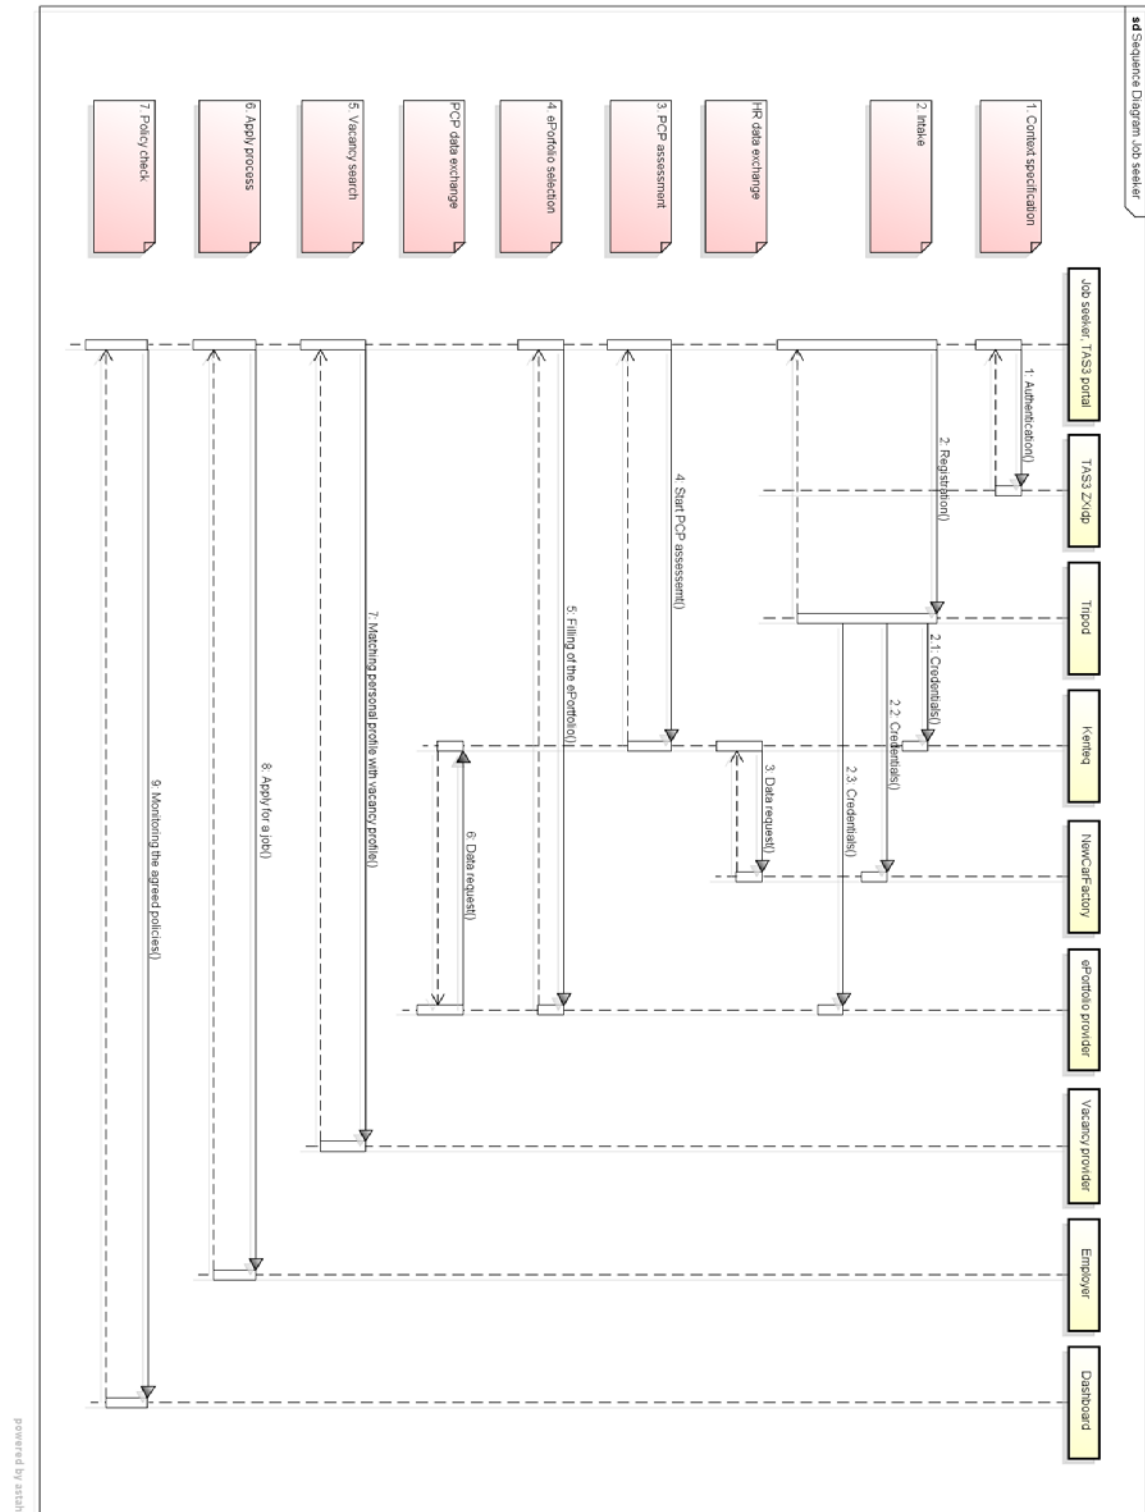 sd Sequence Diagram Job seeker
Job seeker, TAS3 portal
TAS3 ZXidp
Tripod
Kenteq
NewCarFactory
ePortfolio provider
Vacancy provider
Employer
Dashboard
1. Context specification
1: Authentication()
2. Intake
2: Registration()
2.1: Credentials()
2.2: Credentials()
2.3: Credentials()
HR data exchange
3: Data request()
3. PCP assessment
4: Start PCP assessemt()
4. ePortfolio selection
5: Filling of the ePortfolio()
PCP data exchange
6: Data request()
5. Vacancy search
7: Matching personal profile with vacancy profile()
6. Apply process
8: Apply for a job()
7. Policy check
9: Monitoring the agreed policies()
powered by astah